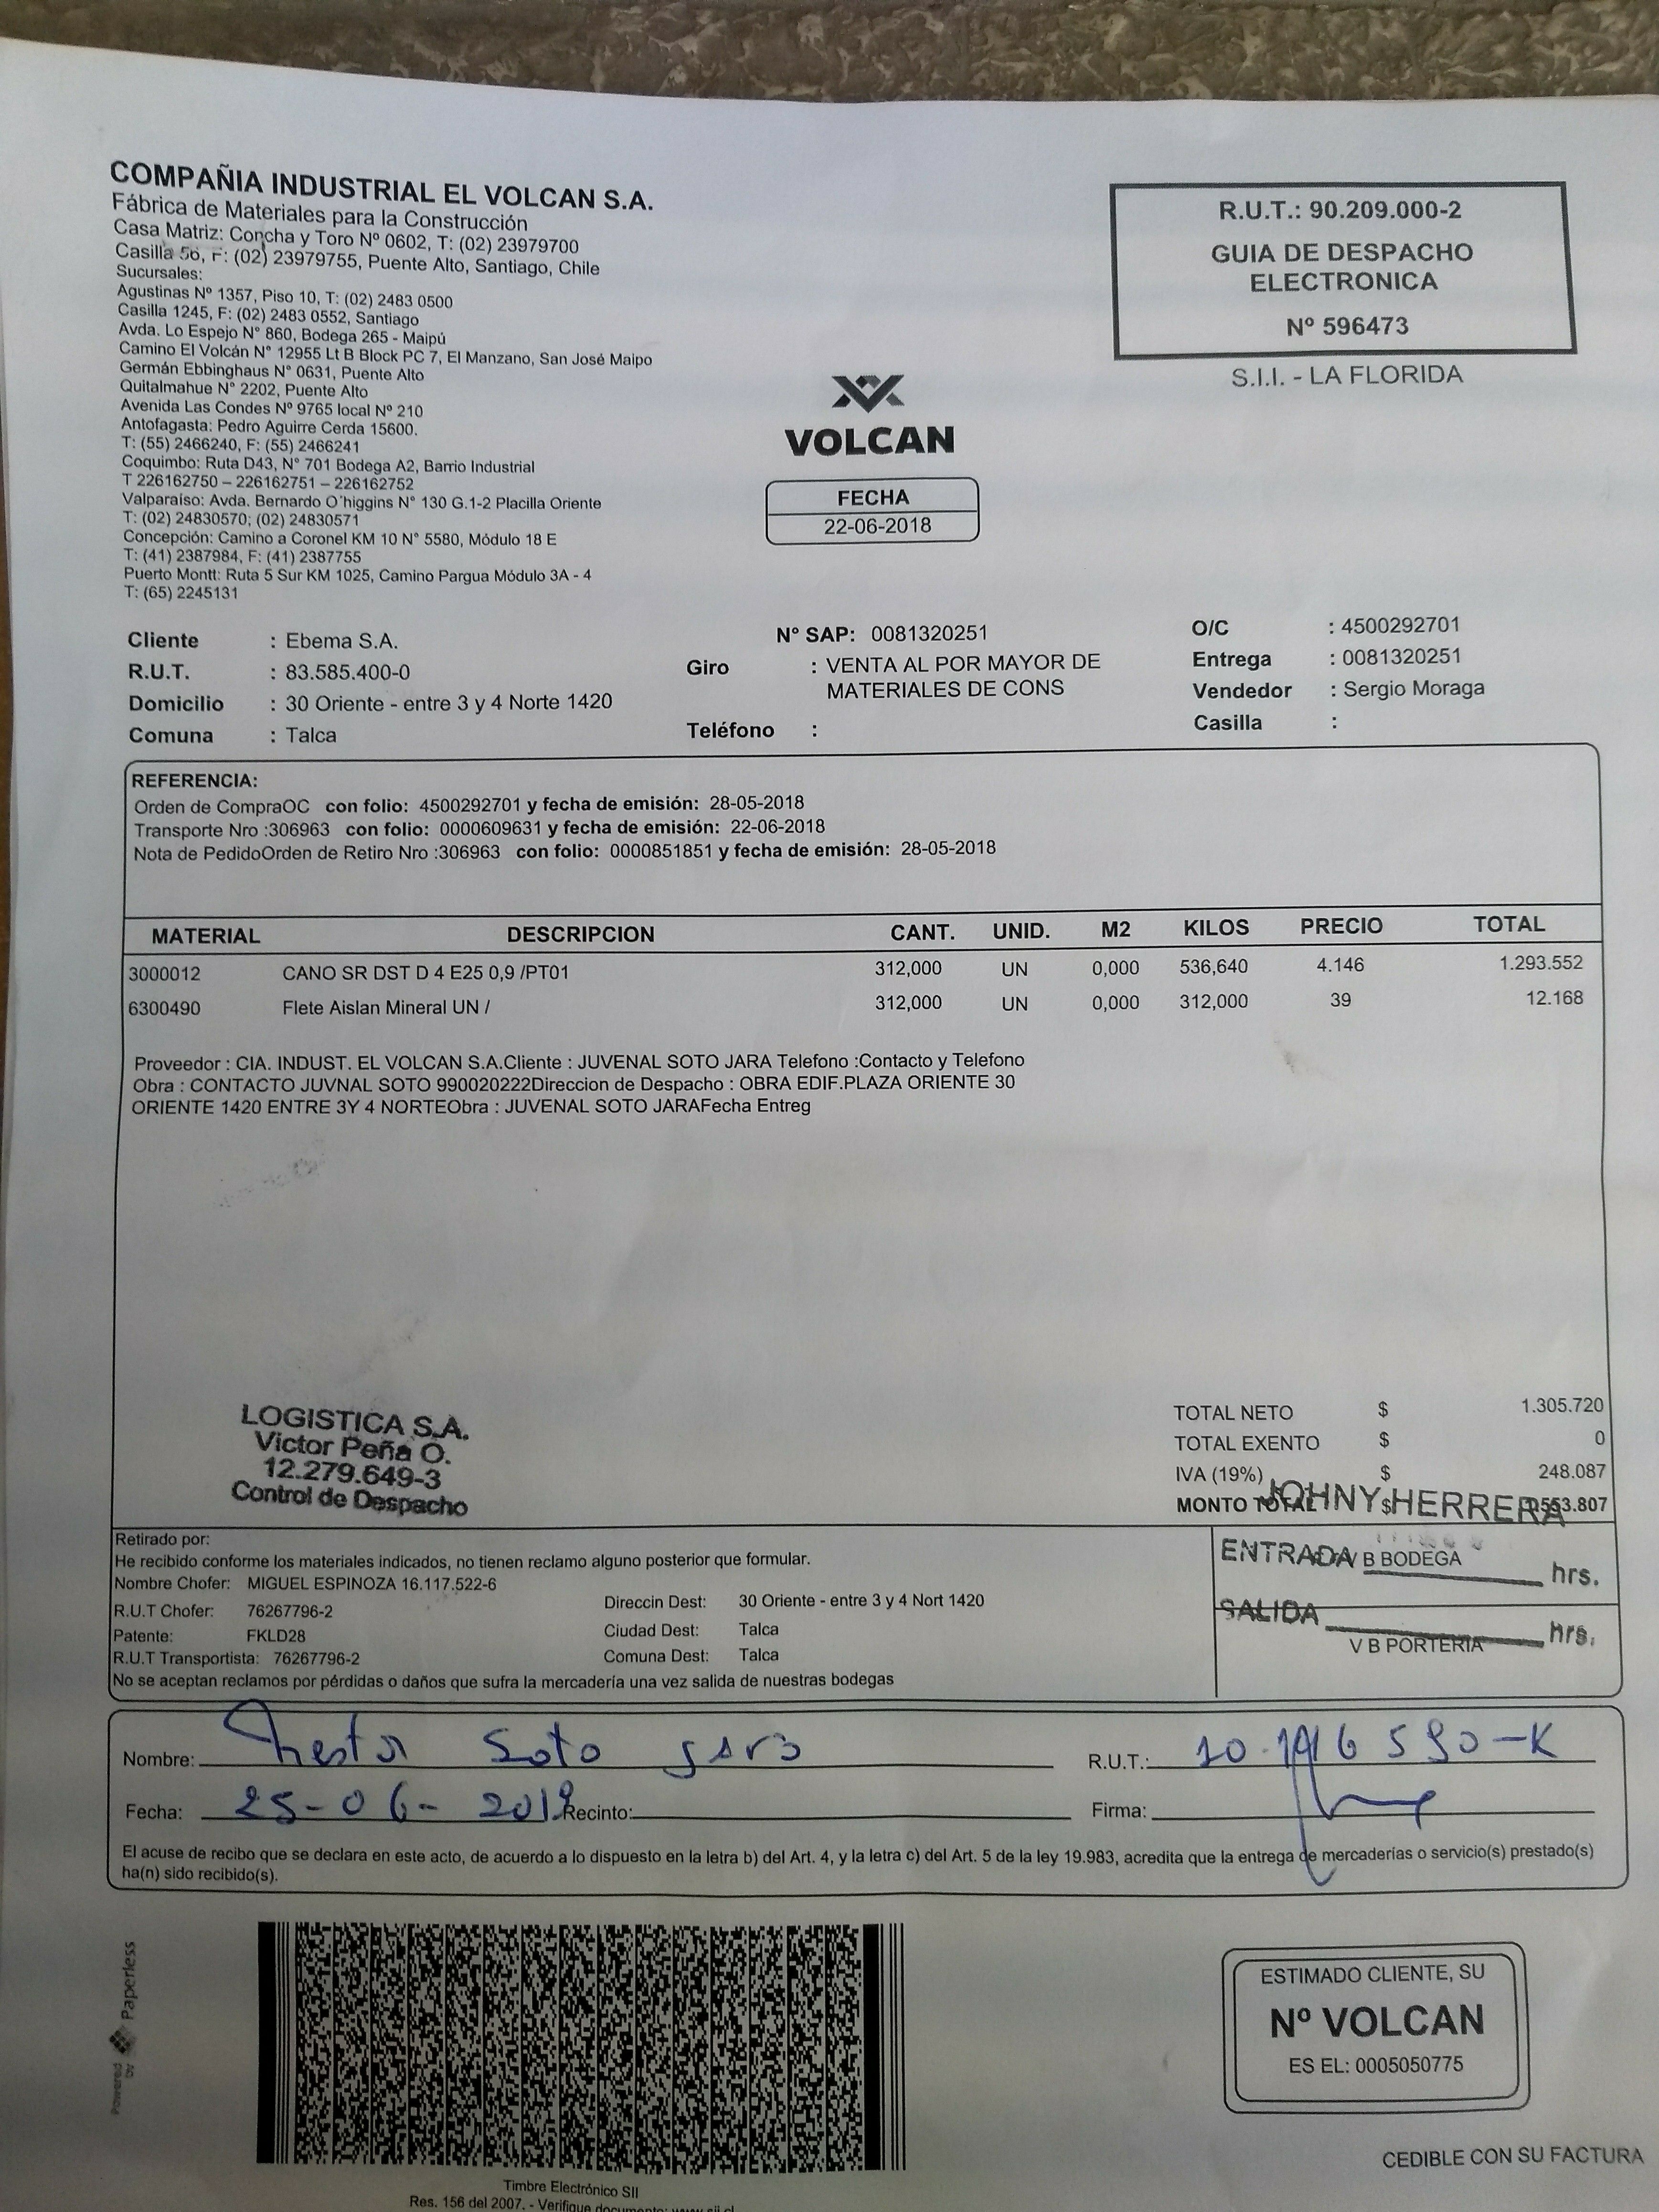 COMPAÑIA INDUSTRIAL EL VOLCAN S.A.
Fábrica de Materiales para la Construcción
Casa Matriz: Concha y Toro Nº 0602, T: (02) 23979700
Casilla 56, F: (02) 23979755, Puente Alto, Santiago, Chile
Sucursales:
Agustinas Nº 1357, Piso 10, T: (02) 2483 0500
Casilla 1245, F: (02) 2483 0552, Santiago
Avda. Lo Espejo N° 860, Bodega 265 - Maipú
Camino El Volcán N° 12955 Lt B Block PC 7, El Manzano, San José Maipo
Germán Ebbinghaus N° 0631, Puente Alto
Quitalmahue N° 2202, Puente Alto
Avenida Las Condes Nº 9765 local Nº 210
Antofagasta: Pedro Aguirre Cerda 15600.
T: (55) 2466240, F: (55) 2466241
Coquimbo: Ruta D43, N° 701 Bodega A2, Barrio Industrial
T 226162750 – 226162751 – 226162752
Valparaíso: Avda. Bernardo O'higgins N° 130 G.1-2 Placilla Oriente
T: (02) 24830570; (02) 24830571
Concepción: Camino a Coronel KM 10 N° 5580, Módulo 18 E
T: (41) 2387984, F: (41) 2387755
Puerto Montt: Ruta 5 Sur KM 1025, Camino Pargua Módulo 3A - 4
T: (65) 2245131
R.U.T.: 90.209.000-2
GUIA DE DESPACHO
ELECTRONICA
Nº 596473
S.I.I. - LA FLORIDA
VOLCAN
FECHA
22-06-2018
Cliente : Ebema S.A.
R.U.T. : 83.585.400-0
Domicilio : 30 Oriente - entre 3 y 4 Norte 1420
Comuna : Talca
N° SAP: 0081320251
Giro : VENTA AL POR MAYOR DE
MATERIALES DE CONS
Teléfono :
O/C : 4500292701
Entrega : 0081320251
Vendedor : Sergio Moraga
Casilla :
REFERENCIA:
Orden de CompraOC con folio: 4500292701 y fecha de emisión: 28-05-2018
Transporte Nro :306963 con folio: 0000609631 y fecha de emisión: 22-06-2018
Nota de PedidoOrden de Retiro Nro :306963 con folio: 0000851851 y fecha de emisión: 28-05-2018
MATERIAL DESCRIPCION CANT. UNID. M2 KILOS PRECIO TOTAL
3000012 CANO SR DST D 4 E25 0,9 /PT01 312,000 UN 0,000 536,640 4.146 1.293.552
6300490 Flete Aislan Mineral UN / 312,000 UN 0,000 312,000 39 12.168
Proveedor : CIA. INDUST. EL VOLCAN S.A.Cliente : JUVENAL SOTO JARA Telefono :Contacto y Telefono
Obra : CONTACTO JUVNAL SOTO 990020222Direccion de Despacho : OBRA EDIF.PLAZA ORIENTE 30
ORIENTE 1420 ENTRE 3Y 4 NORTEObra : JUVENAL SOTO JARAFecha Entreg
LOGISTICA S.A.
Victor Peña O.
12.279.649-3
Control de Despacho
TOTAL NETO $ 1.305.720
TOTAL EXENTO $ 0
IVA (19%) $ 248.087
MONTO TOTAL $ 553.807
JOHNY HERRERA
Retirado por:
He recibido conforme los materiales indicados, no tienen reclamo alguno posterior que formular.
Nombre Chofer: MIGUEL ESPINOZA 16.117.522-6
R.U.T Chofer: 76267796-2
Patente: FKLD28
R.U.T Transportista: 76267796-2
Direccin Dest: 30 Oriente - entre 3 y 4 Nort 1420
Ciudad Dest: Talca
Comuna Dest: Talca
No se aceptan reclamos por pérdidas o daños que sufra la mercadería una vez salida de nuestras bodegas
ENTRADA hrs.
V B BODEGA
SALIDA hrs.
V B PORTERIA
Nombre: Soto R.U.T.:
Fecha: 25-06-2018 Recinto: Firma:
El acuse de recibo que se declara en este acto, de acuerdo a lo dispuesto en la letra b) del Art. 4, y la letra c) del Art. 5 de la ley 19.983, acredita que la entrega de mercaderías o servicio(s) prestado(s)
ha(n) sido recibido(s).
Powered by Paperless
ESTIMADO CLIENTE, SU
Nº VOLCAN
ES EL: 0005050775
CEDIBLE CON SU FACTURA
Timbre Electrónico SII
Res. 156 del 2007. - Verifique documento: www.sii.cl